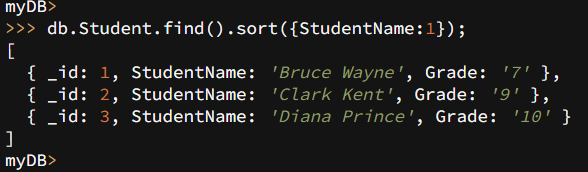 myDB>
>>> db.Student.find().sort({StudentName:1});
[
  { _id: 1, StudentName: 'Bruce Wayne', Grade: '7' },
  { _id: 2, StudentName: 'Clark Kent', Grade: '9' },
  { _id: 3, StudentName: 'Diana Prince', Grade: '10' }
]
myDB>